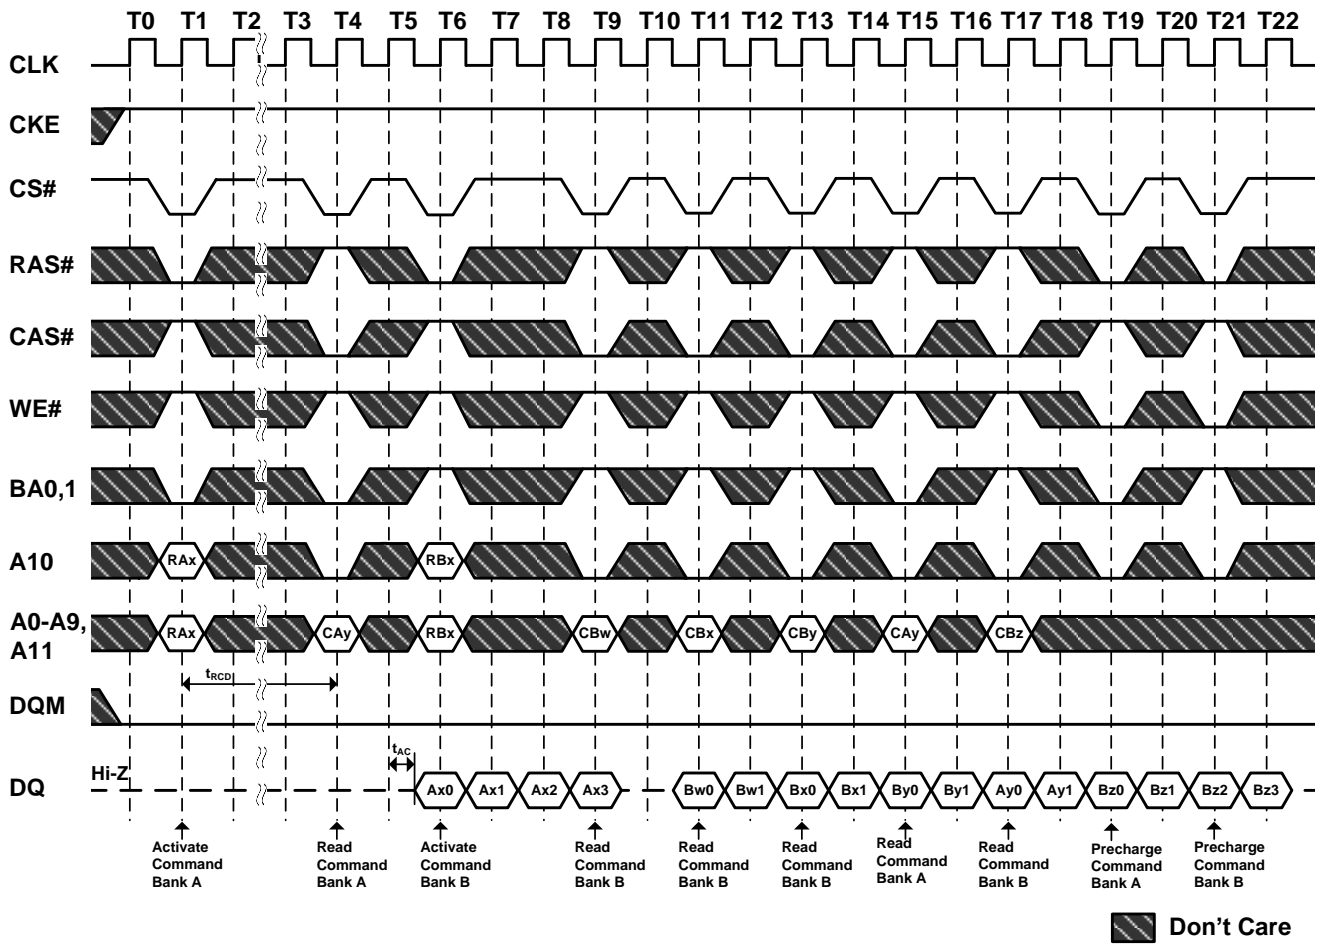 T0 T1 T2 T3 T4 T5 T6 T7 T8 T9 T10 T11 T12 T13 T14 T15 T16 T17 T18 T19 T20 T21 T22
CLK
CKE
CS#
RAS#
CAS#
WE#
BA0,1
A10
RAx RBx
A0-A9,
A11
RAx CAy RBx CBw CBx CBy CAy CBz
tRCD
DQM
tAC
Hi-Z
DQ
Ax0 Ax1 Ax2 Ax3 Bw0 Bw1 Bx0 Bx1 By0 By1 Ay0 Ay1 Bz0 Bz1 Bz2 Bz3
Activate
Command
Bank A
Read
Command
Bank A
Activate
Command
Bank B
Read
Command
Bank B
Read
Command
Bank B
Read
Command
Bank B
Read
Command
Bank A
Read
Command
Bank B
Precharge
Command
Bank A
Precharge
Command
Bank B
Don't Care